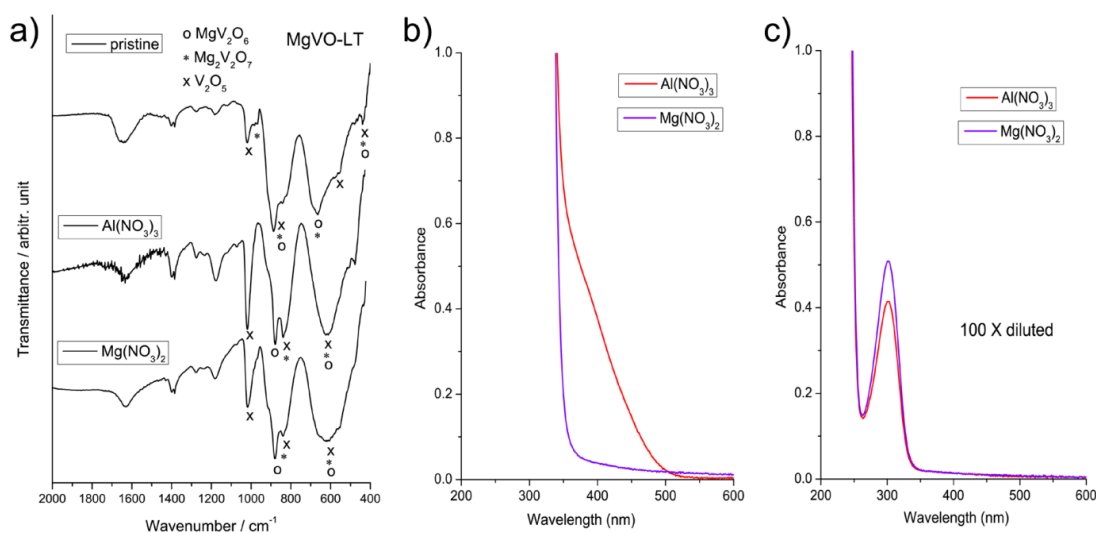 a)
pristine
o MgV₂O₆
* Mg₂V₂O₇
x V₂O₅
MgVO-LT
x
*
x
*
o
o
*
x
x
*
o
Al(NO₃)₃
x
o
x
*
x
*
o
Mg(NO₃)₂
x
o
x
*
x
*
o
Transmittance / arbitr. unit
2000 1800 1600 1400 1200 1000 800 600 400
Wavenumber / cm⁻¹
b)
Al(NO₃)₃
Mg(NO₃)₂
Absorbance
1.0
0.8
0.6
0.4
0.2
0.0
200 300 400 500 600
Wavelength (nm)
c)
Al(NO₃)₃
Mg(NO₃)₂
100 X diluted
Absorbance
1.0
0.8
0.6
0.4
0.2
0.0
200 300 400 500 600
Wavelength (nm)